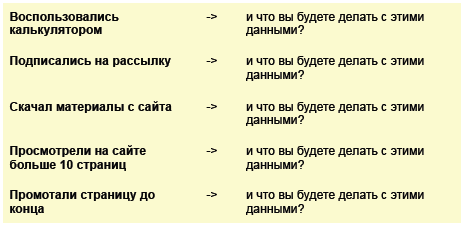 Воспользовались -> и что вы будете делать с этими
калькулятором данными?
Подписались на рассылку -> и что вы будете делать с этими
данными?
Скачал материалы с сайта -> и что вы будете делать с этими
данными?
Просмотрели на сайте -> и что вы будете делать с этими
больше 10 страниц данными?
Промотали страницу до -> и что вы будете делать с этими
конца данными?